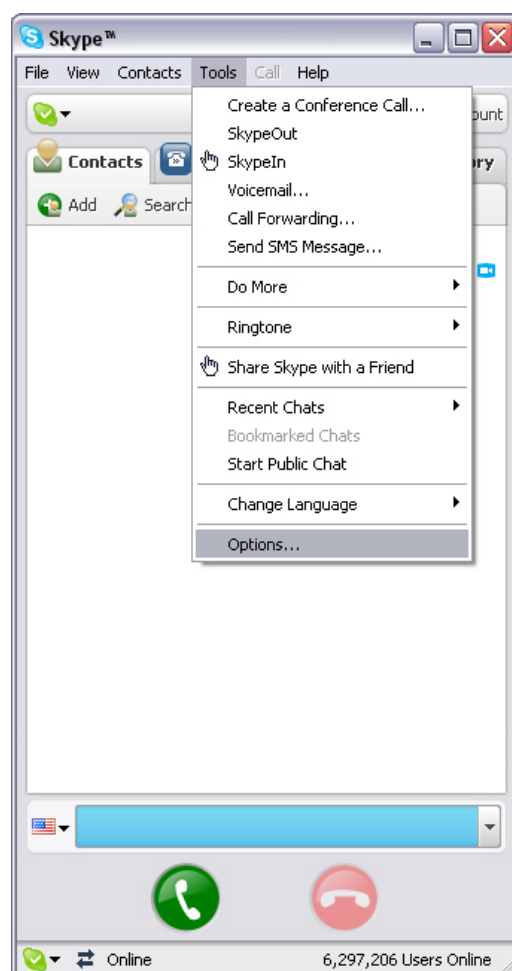 Skype™
File View Contacts Tools Call Help
Create a Conference Call...
SkypeOut
Contacts
SkypeIn
Add Search
Voicemail...
Call Forwarding...
Send SMS Message...
Do More
Ringtone
Share Skype with a Friend
Recent Chats
Bookmarked Chats
Start Public Chat
Change Language
Options...
Online 6,297,206 Users Online